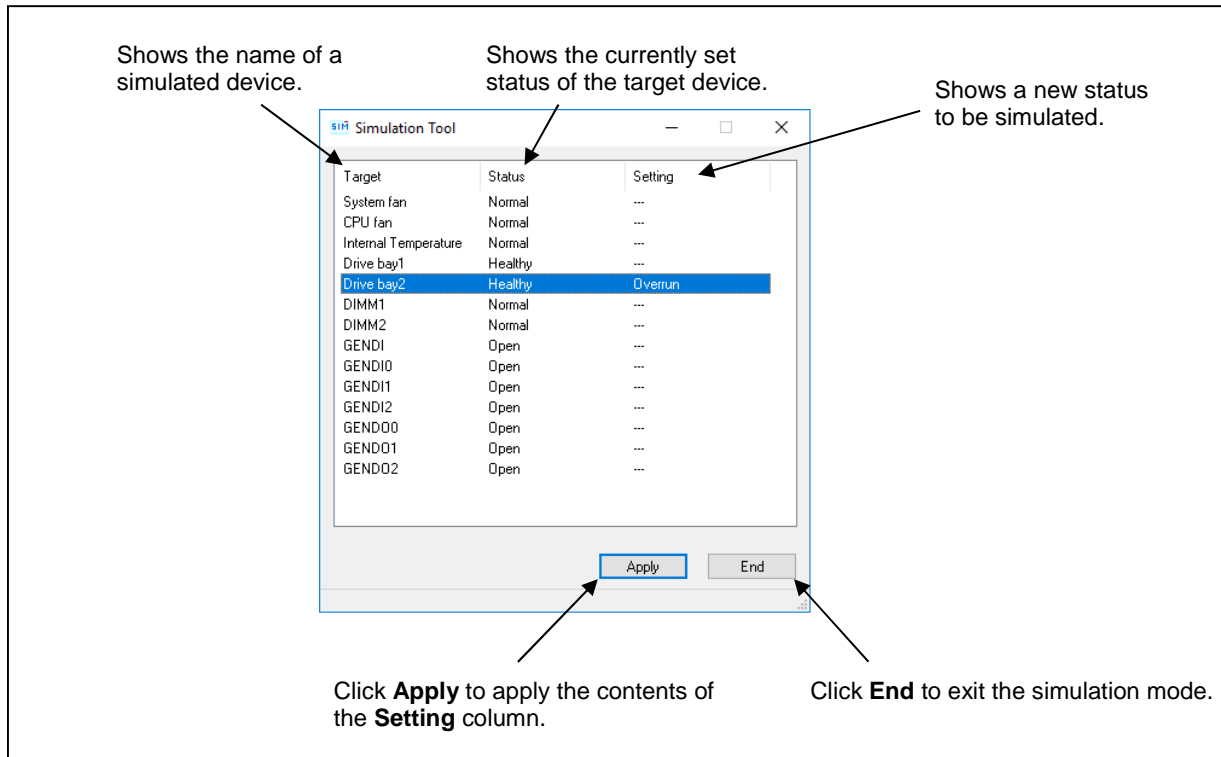 Shows the name of a
simulated device.
Shows the currently set
status of the target device.
Shows a new status
to be simulated.
SIM Simulation Tool
Target Status Setting
System fan Normal ---
CPU fan Normal ---
Internal Temperature Normal ---
Drive bay1 Healthy ---
Drive bay2 Healthy Overrun
DIMM1 Normal ---
DIMM2 Normal ---
GENDI Open ---
GENDI0 Open ---
GENDI1 Open ---
GENDI2 Open ---
GENDO0 Open ---
GENDO1 Open ---
GENDO2 Open ---
Apply End
Click Apply to apply the contents of
the Setting column.
Click End to exit the simulation mode.